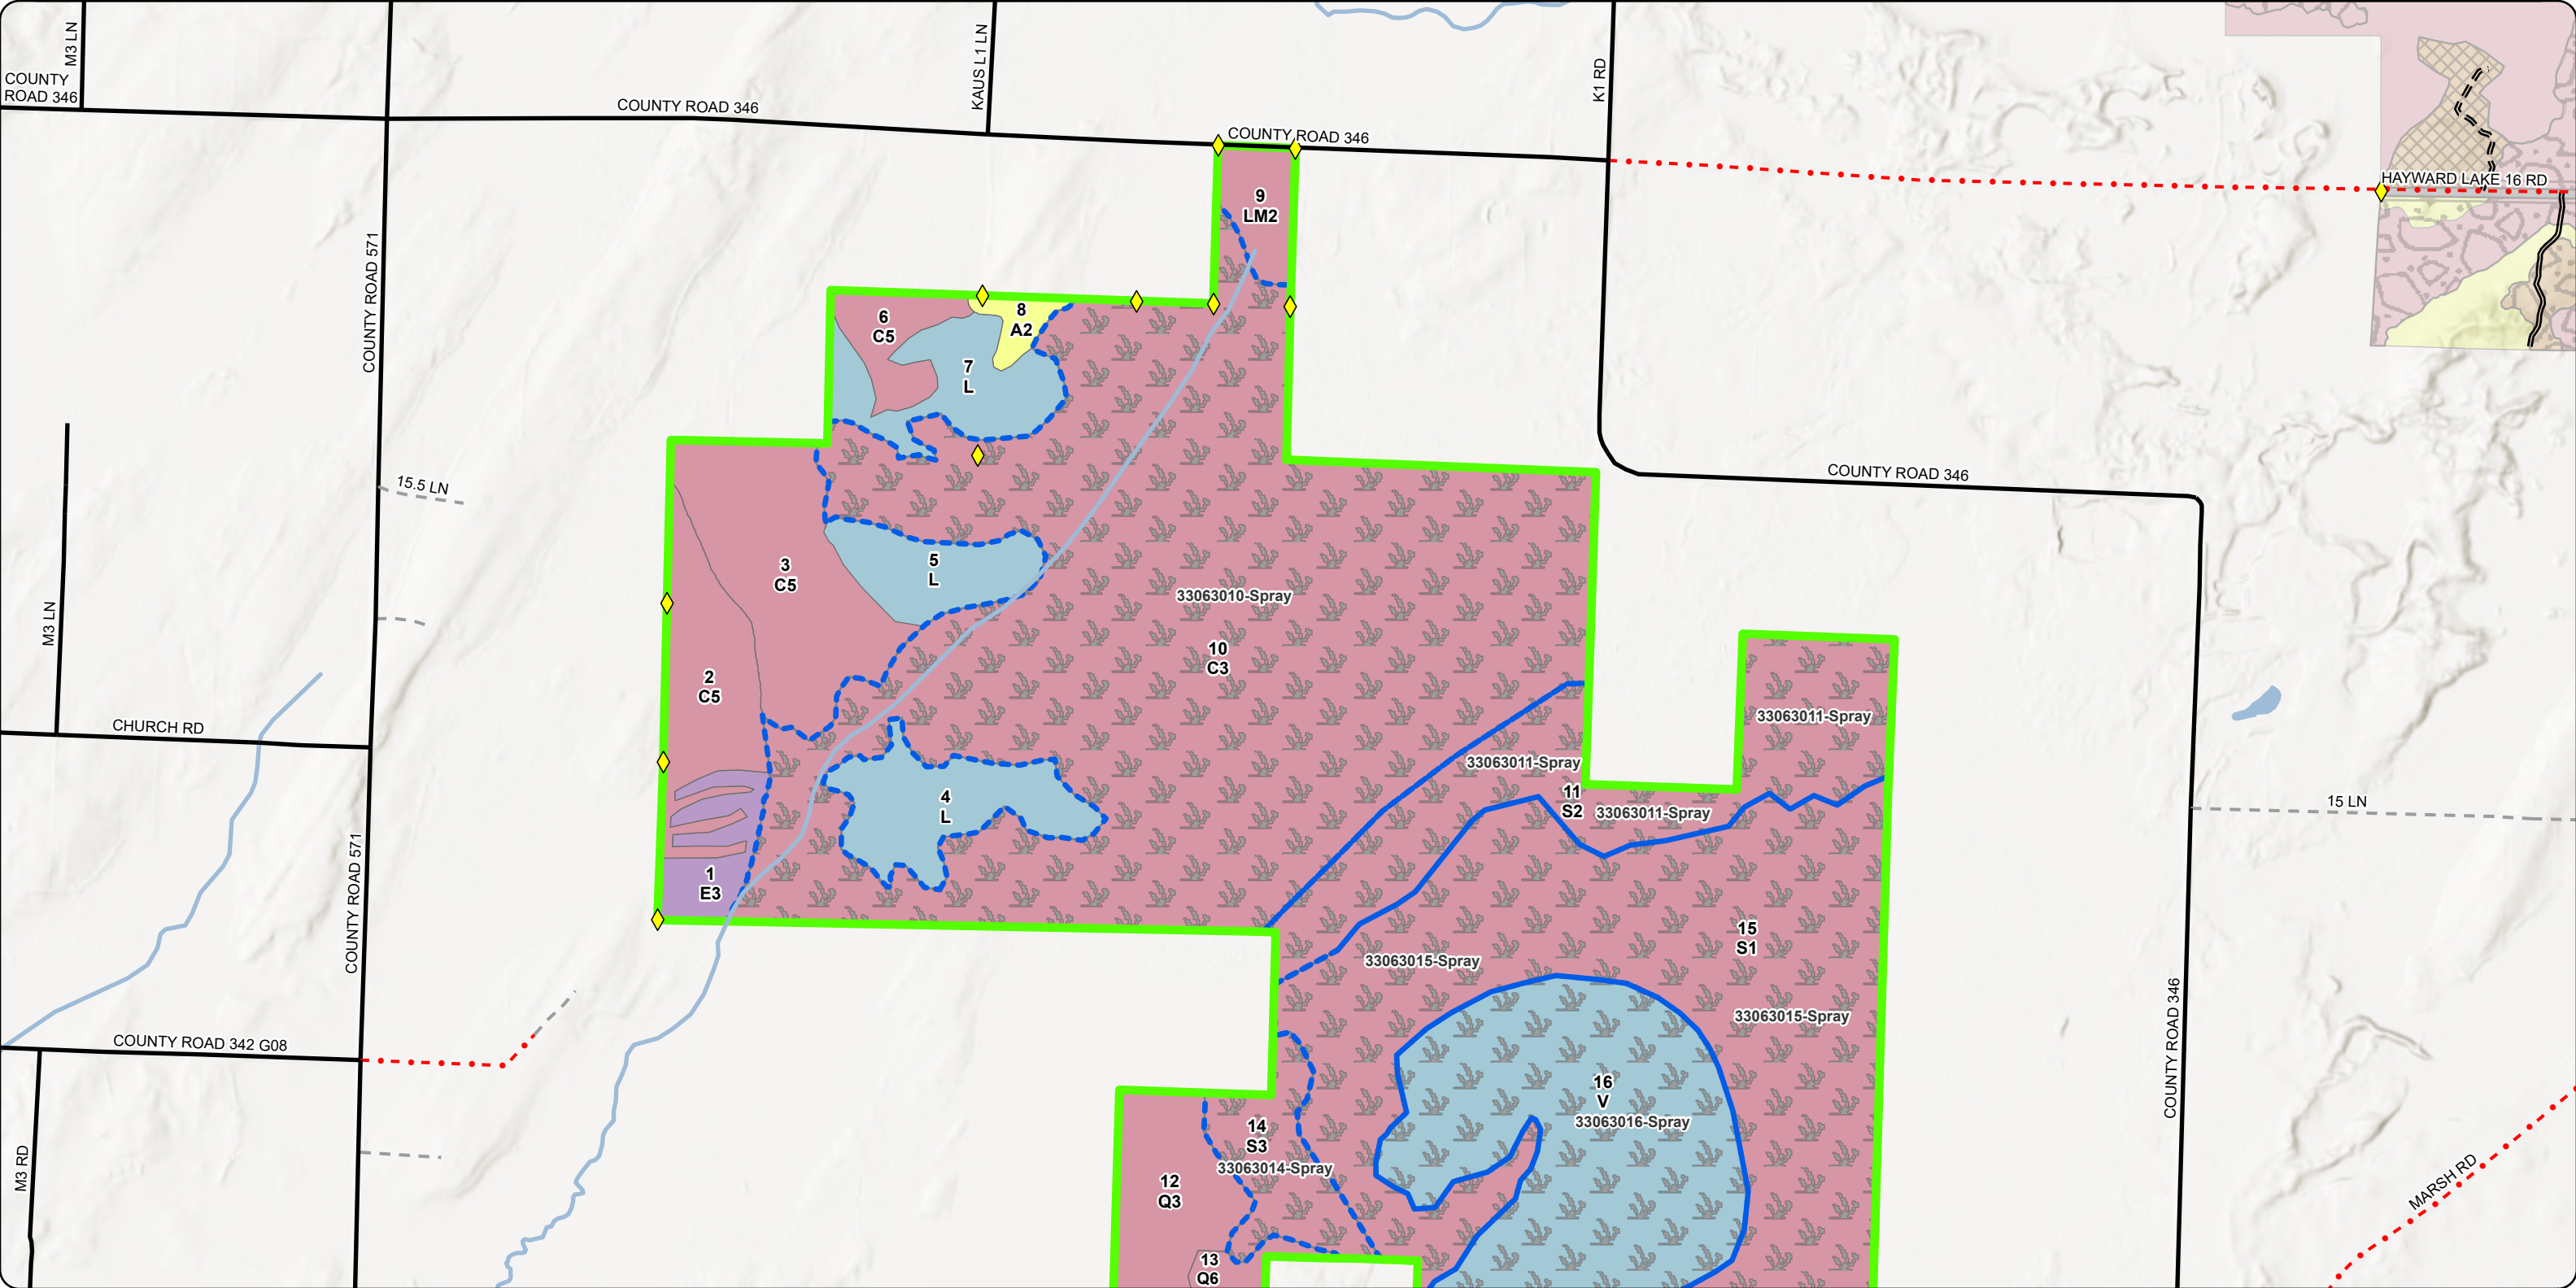 M3 LN
COUNTY
ROAD 346
COUNTY ROAD 346
KAUS L 1 LN
COUNTY ROAD 346
K1 RD
HAYWARD LAKE 16 RD
9
LM2
COUNTY ROAD 571
6
C5
8
A2
7
L
15.5 LN
COUNTY ROAD 346
3
C5
5
L
33063010-Spray
M3 LN
10
C3
2
C5
CHURCH RD
33063011-Spray
33063011-Spray
11
S2
33063011-Spray
15 LN
4
L
1
E3
COUNTY ROAD 571
15
S1
33063015-Spray
33063015-Spray
COUNTY ROAD 342 G08
COUNTY ROAD 346
16
V
33063016-Spray
14
S3
33063014-Spray
12
Q3
M3 RD
MARSH RD
13
Q6